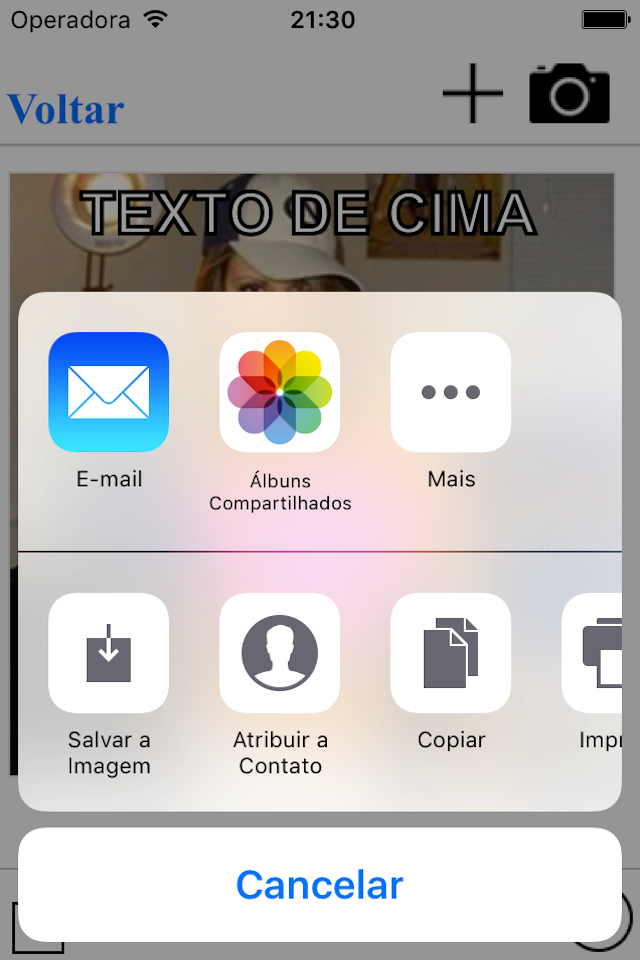 Operadora 21:30
Voltar
TEXTO DE CIMA
E-mail
Álbuns
Compartilhados
Mais
Salvar a
Imagem
Atribuir a
Contato
Copiar
Impr
Cancelar